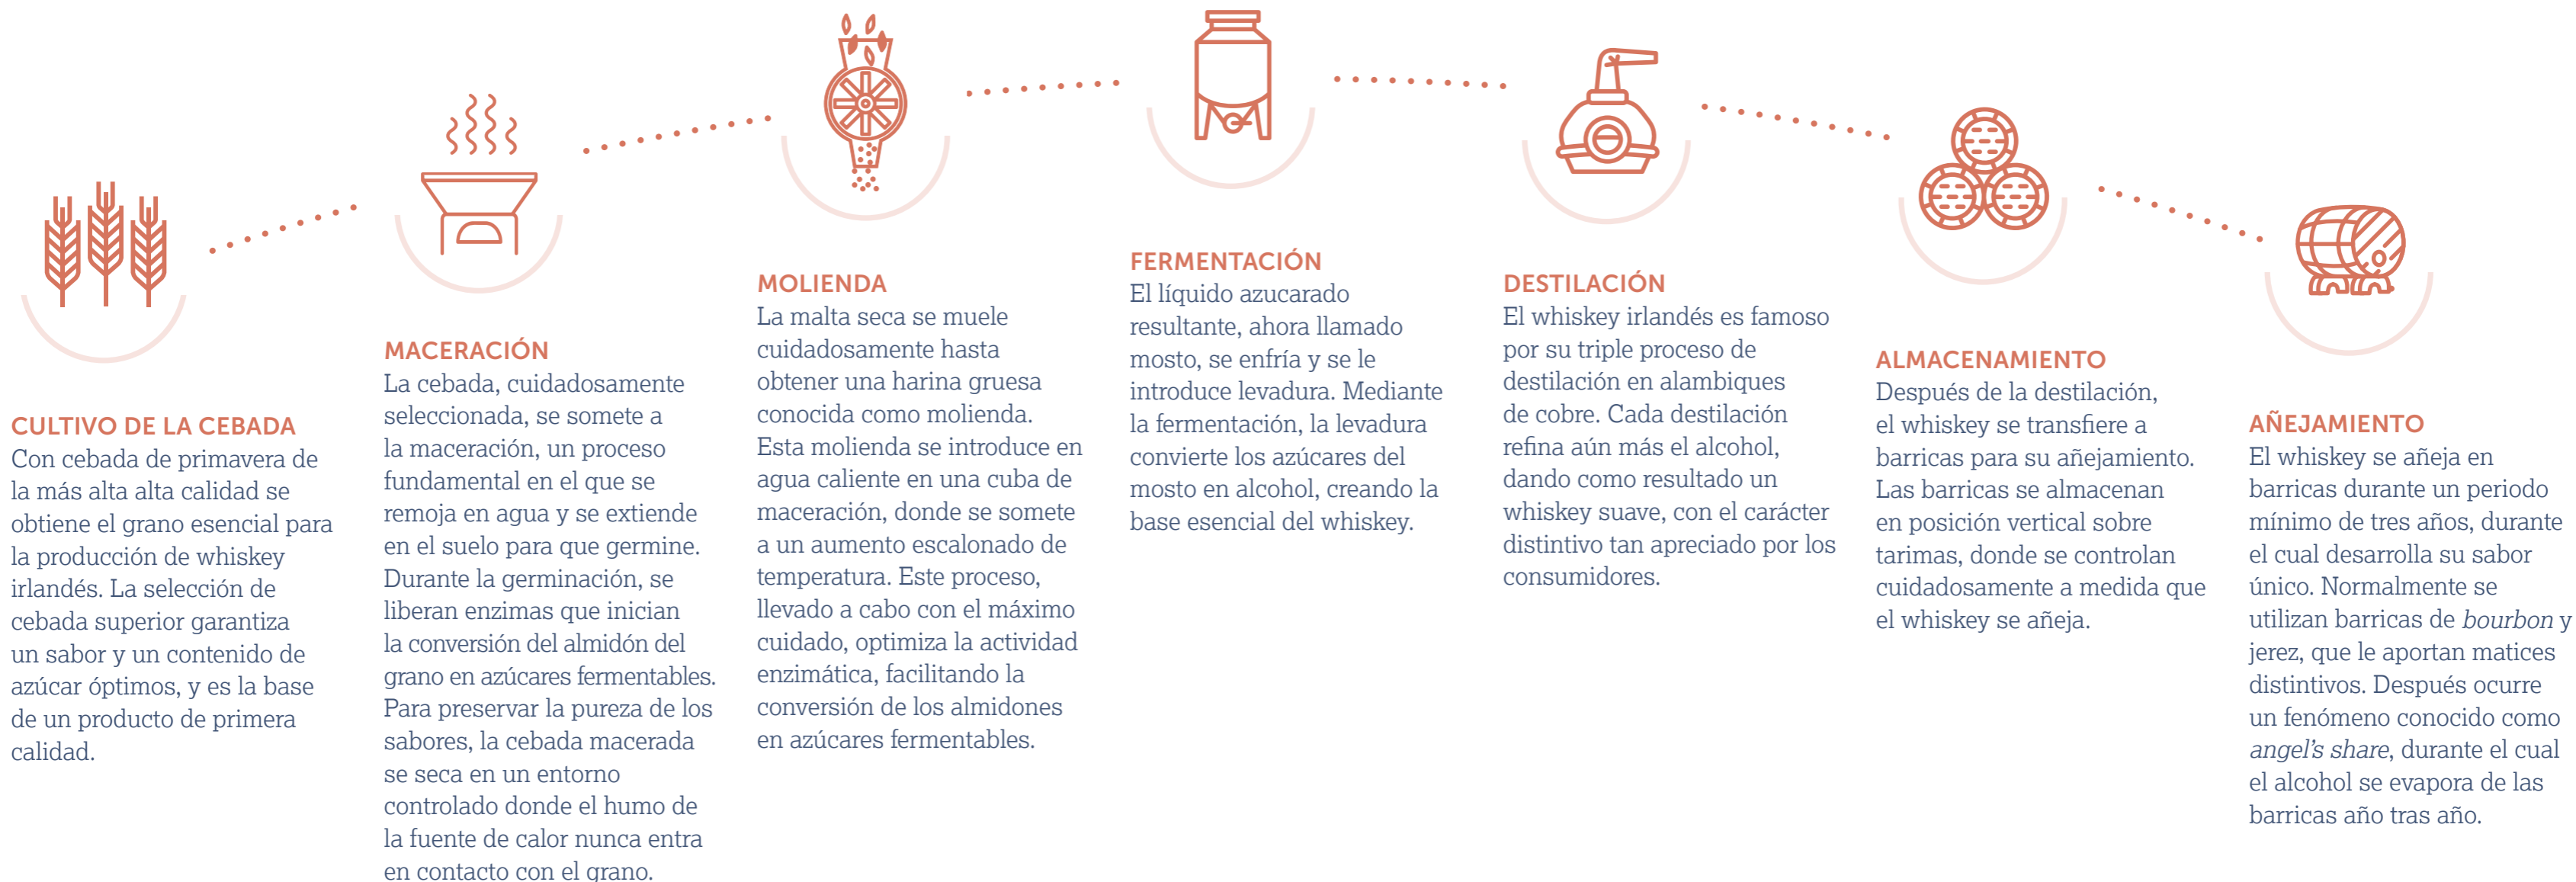 CULTIVO DE LA CEBADA
Con cebada de primavera de
la más alta alta calidad se
obtiene el grano esencial para
la producción de whiskey
irlandés. La selección de
cebada superior garantiza
un sabor y un contenido de
azúcar óptimos, y es la base
de un producto de primera
calidad.
MACERACIÓN
La cebada, cuidadosamente
seleccionada, se somete a
la maceración, un proceso
fundamental en el que se
remoja en agua y se extiende
en el suelo para que germine.
Durante la germinación, se
liberan enzimas que inician
la conversión del almidón del
grano en azúcares fermentables.
Para preservar la pureza de los
sabores, la cebada macerada
se seca en un entorno
controlado donde el humo de
la fuente de calor nunca entra
en contacto con el grano.
MOLIENDA
La malta seca se muele
cuidadosamente hasta
obtener una harina gruesa
conocida como molienda.
Esta molienda se introduce en
agua caliente en una cuba de
maceración, donde se somete
a un aumento escalonado de
temperatura. Este proceso,
llevado a cabo con el máximo
cuidado, optimiza la actividad
enzimática, facilitando la
conversión de los almidones
en azúcares fermentables.
FERMENTACIÓN
El líquido azucarado
resultante, ahora llamado
mosto, se enfría y se le
introduce levadura. Mediante
la fermentación, la levadura
convierte los azúcares del
mosto en alcohol, creando la
base esencial del whiskey.
DESTILACIÓN
El whiskey irlandés es famoso
por su triple proceso de
destilación en alambiques
de cobre. Cada destilación
refina aún más el alcohol,
dando como resultado un
whiskey suave, con el carácter
distintivo tan apreciado por los
consumidores.
ALMACENAMIENTO
Después de la destilación,
el whiskey se transfiere a
barricas para su añejamiento.
Las barricas se almacenan
en posición vertical sobre
tarimas, donde se controlan
cuidadosamente a medida que
el whiskey se añeja.
AÑEJAMIENTO
El whiskey se añeja en
barricas durante un periodo
mínimo de tres años, durante
el cual desarrolla su sabor
único. Normalmente se
utilizan barricas de bourbon y
jerez, que le aportan matices
distintivos. Después ocurre
un fenómeno conocido como
angel's share, durante el cual
el alcohol se evapora de las
barricas año tras año.